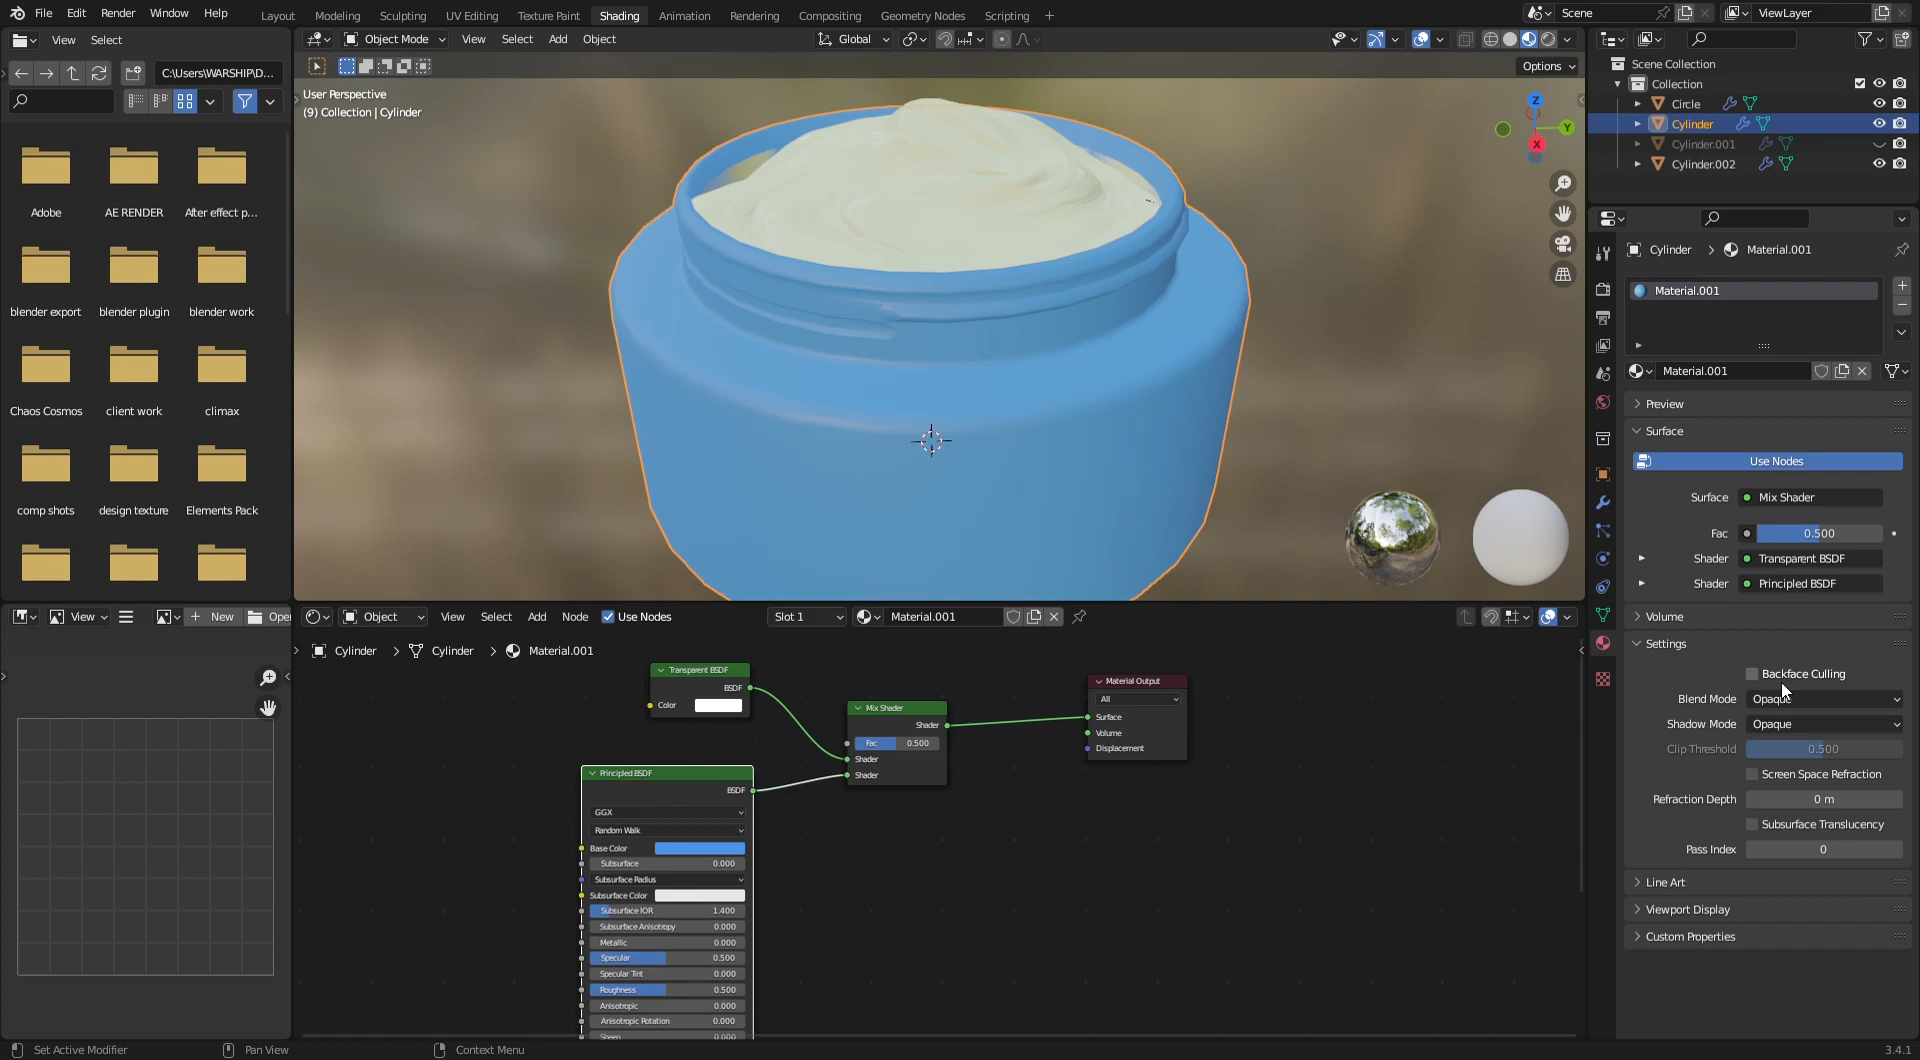 File Edit Render Window Help
Layout Modeling Sculpting UV Editing Texture Paint Shading Animation Rendering Compositing Geometry Nodes Scripting +
Scene
ViewLayer
View Select
Object Mode View Select Add Object
Global
C:\Users\WARSHIP\D...
Options
Adobe
AE RENDER
After effect p...
blender export
blender plugin
blender work
Chaos Cosmos
client work
climax
comp shots
design texture
Elements Pack
User Perspective
(9) Collection | Cylinder
Z
Y
X
Scene Collection
Collection
Circle
Cylinder
Cylinder.001
Cylinder.002
Cylinder > Material.001
Material.001
Material.001
Preview
Surface
Use Nodes
Surface Mix Shader
Fac 0.500
Shader Transparent BSDF
Shader Principled BSDF
Volume
Settings
Backface Culling
Blend Mode Opaque
Shadow Mode Opaque
Clip Threshold 0.500
Screen Space Refraction
Refraction Depth 0 m
Subsurface Translucency
Pass Index 0
Line Art
Viewport Display
Custom Properties
View + New Open
Object View Select Add Node Use Nodes
Slot 1
Material.001
Cylinder > Cylinder > Material.001
Transparent BSDF
BSDF
Color
Mix Shader
Shader
Fac 0.500
Shader
Shader
Material Output
All
Surface
Volume
Displacement
Principled BSDF
BSDF
GGX
Random Walk
Base Color
Subsurface 0.000
Subsurface Radius
Subsurface Color
Subsurface IOR 1.400
Subsurface Anisotropy 0.000
Metallic 0.000
Specular 0.500
Specular Tint 0.000
Roughness 0.500
Anisotropic 0.000
Anisotropic Rotation 0.000
Sheen 0.000
Set Active Modifier
Pan View
Context Menu
3.4.1